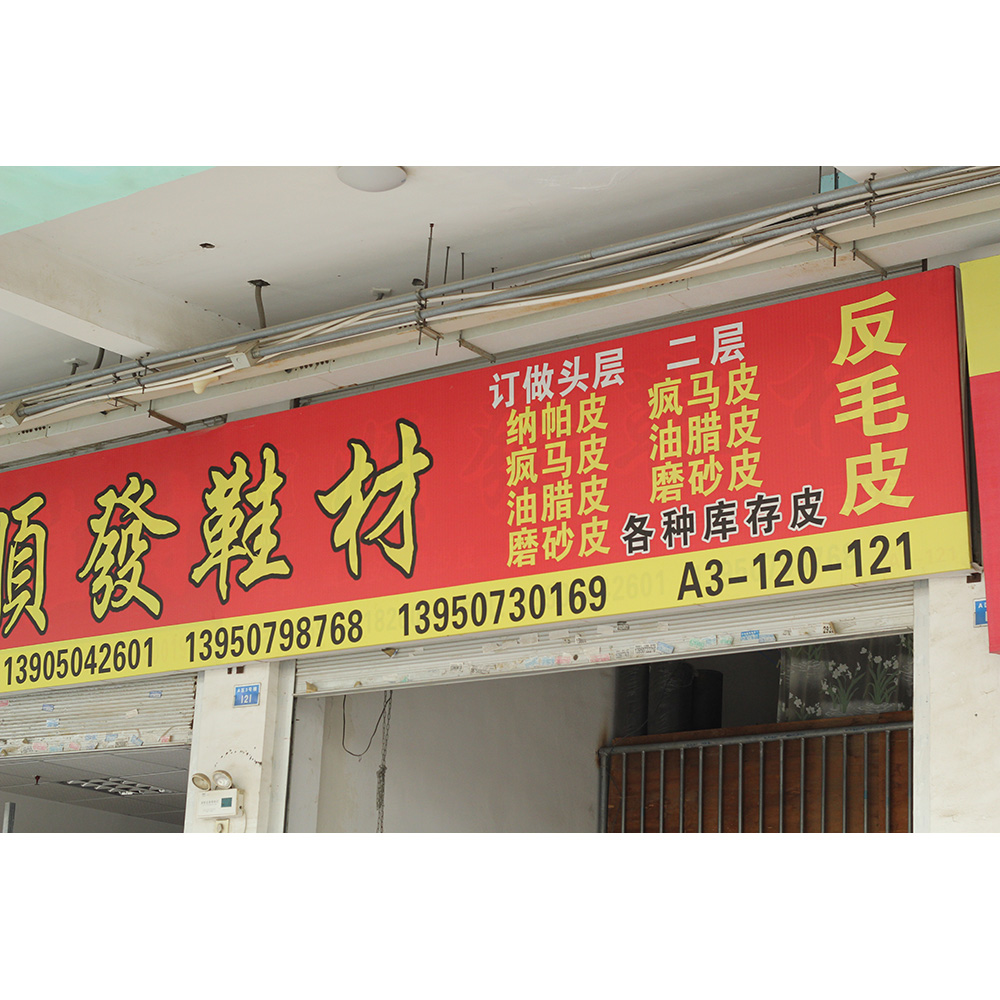 順發鞋材
订做头层 二层
纳帕皮
疯马皮 疯马皮
油腊皮 油腊皮
磨砂皮 磨砂皮
各种库存皮
反毛皮
13905042601 13950798768 13950730169 A3-120-121
121